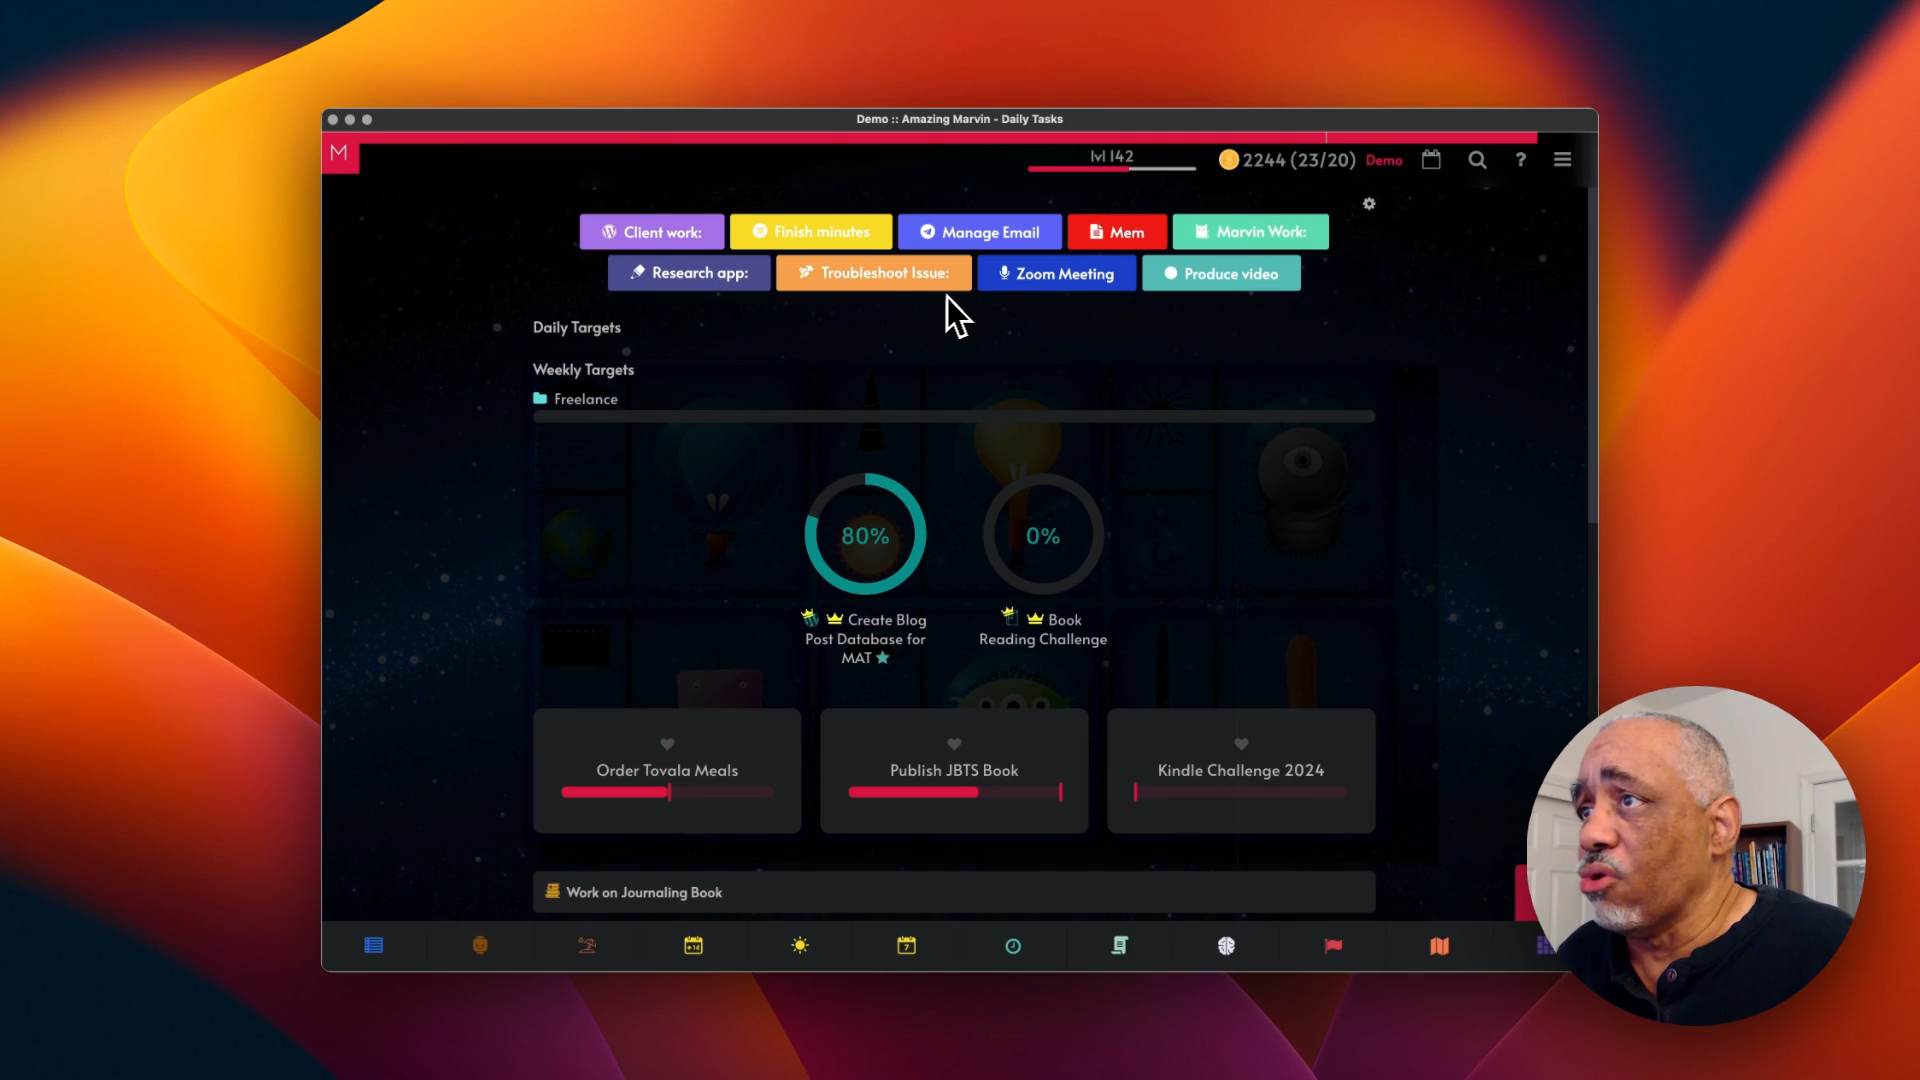 Demo :: Amazing Marvin - Daily Tasks
M
lvl 142
2244 (23/20)
Demo
?
Client work:
Finish minutes
Manage Email
Mem
Marvin Work:
Research app:
Troubleshoot Issue:
Zoom Meeting
Produce video
Daily Targets
Weekly Targets
Freelance
80%
0%
Create Blog
Post Database for
MAT
Book
Reading Challenge
Order Tovala Meals
Publish JBTS Book
Kindle Challenge 2024
Work on Journaling Book
+1d
7